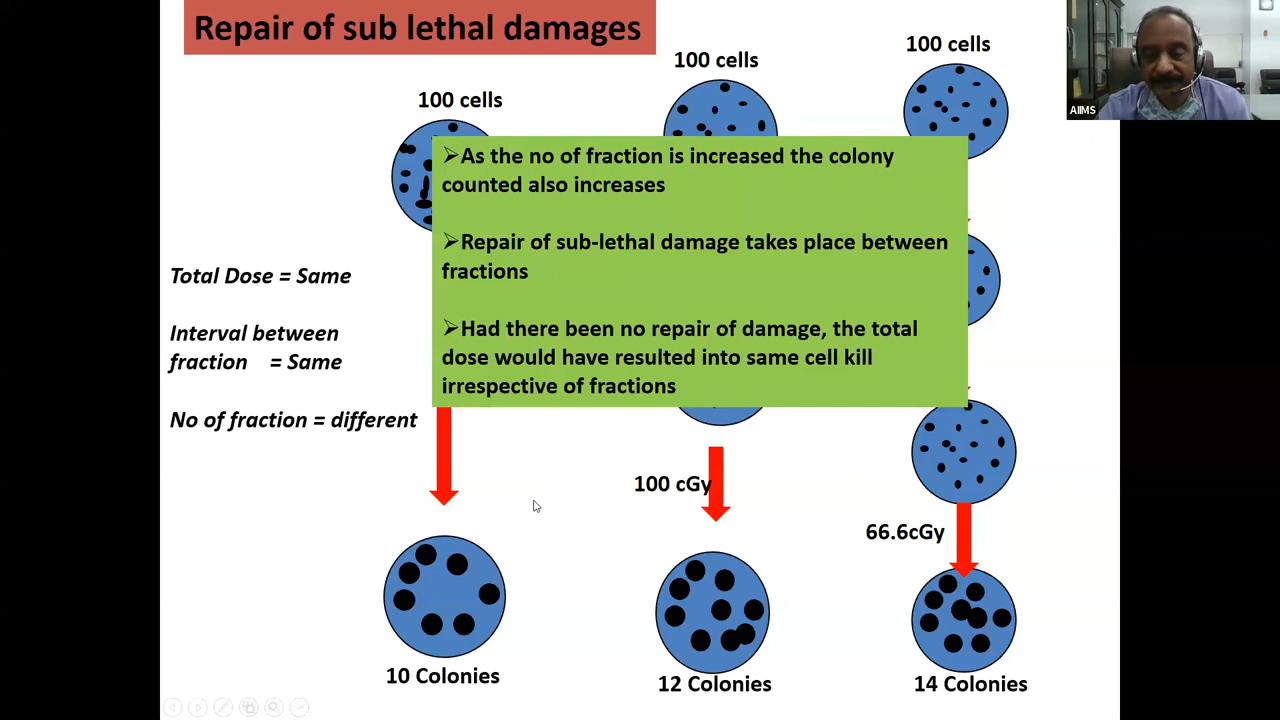 Repair of sub lethal damages
100 cells
100 cells
100 cells
AIIMS
➢As the no of fraction is increased the colony
counted also increases
➢Repair of sub-lethal damage takes place between
fractions
➢Had there been no repair of damage, the total
dose would have resulted into same cell kill
irrespective of fractions
Total Dose = Same
Interval between
fraction = Same
No of fraction = different
100 cGy
66.6cGy
10 Colonies
12 Colonies
14 Colonies